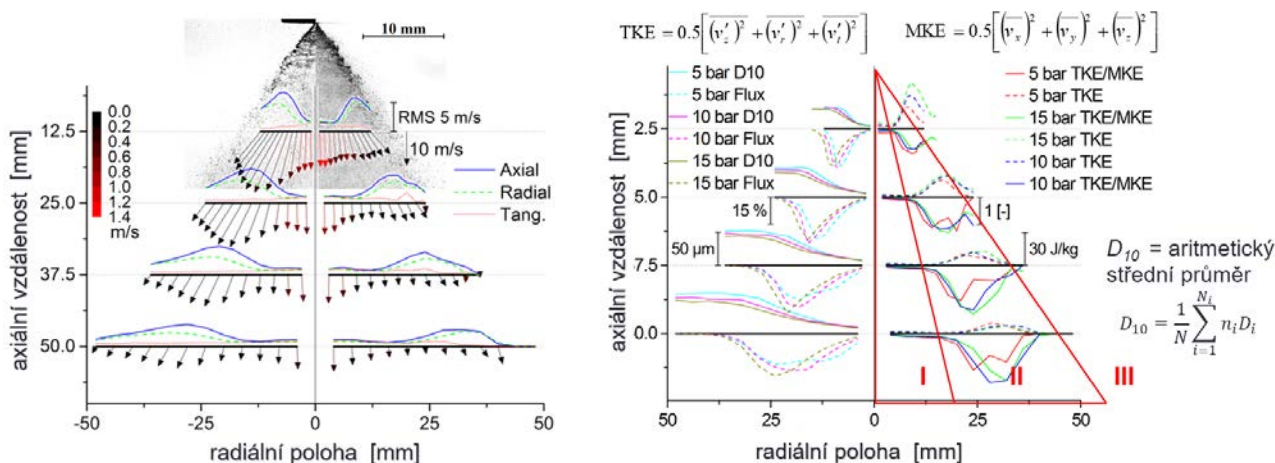 10 mm
RMS 5 m/s
10 m/s
0.0
0.2
0.4
0.6
0.8
1.0
1.2
1.4
m/s
Axial
Radial
Tang.
axiální vzdálenost [mm]
12.5
25.0
37.5
50.0
-50
-25
0
25
50
radiální poloha [mm]
TKE = 0.5[(v′z)² + (v′r)² + (v′t)²]
MKE = 0.5[(vx)² + (vy)² + (vz)²]
5 bar D10
5 bar Flux
10 bar D10
10 bar Flux
15 bar D10
15 bar Flux
5 bar TKE/MKE
5 bar TKE
15 bar TKE/MKE
15 bar TKE
10 bar TKE
10 bar TKE/MKE
axiální vzdálenost [mm]
2.5
5.0
7.5
0.0
15 %
50 µm
1 [-]
30 J/kg
I
II
III
-50
-25
0
25
50
radiální poloha [mm]
D10 = aritmetický
střední průměr
D10 = 1/N ∑ i=1 Ni niDi